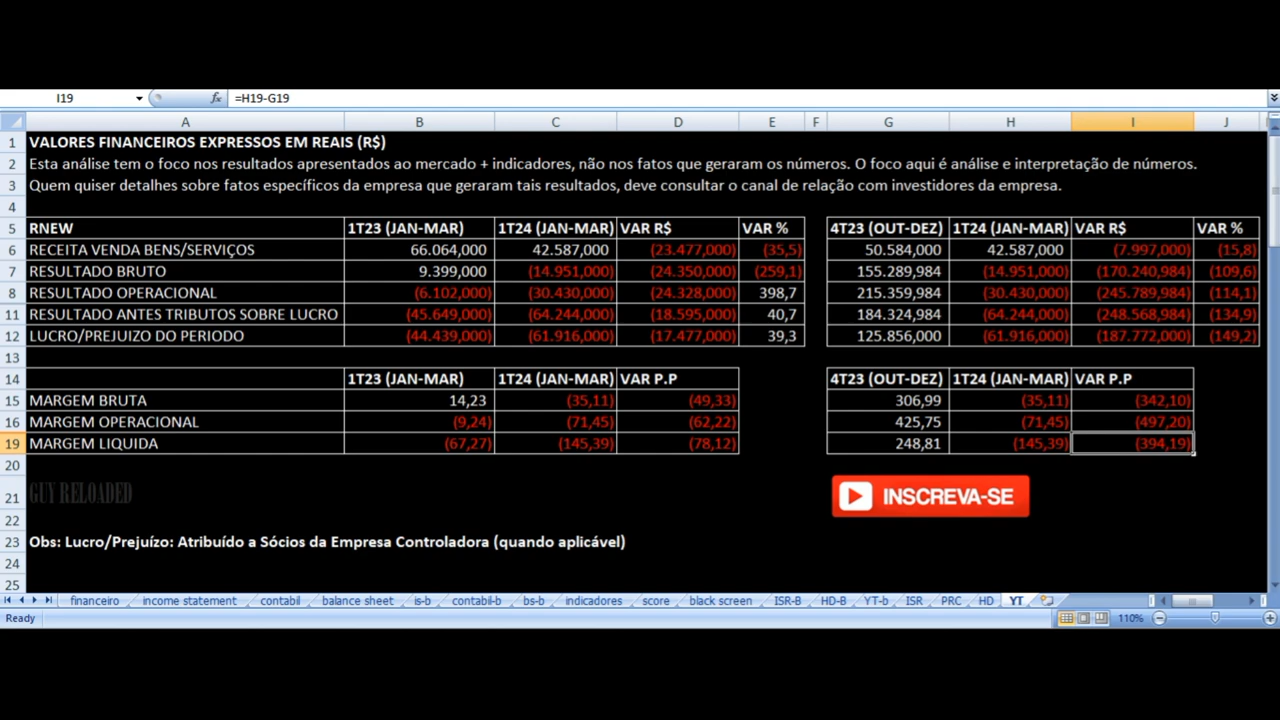 I19 fx =H19-G19
A B C D E F G H I J
1 VALORES FINANCEIROS EXPRESSOS EM REAIS (R$)
2 Esta análise tem o foco nos resultados apresentados ao mercado + indicadores, não nos fatos que geraram os números. O foco aqui é análise e interpretação de números.
3 Quem quiser detalhes sobre fatos específicos da empresa que geraram tais resultados, deve consultar o canal de relação com investidores da empresa.
4
5 RNEW 1T23 (JAN-MAR) 1T24 (JAN-MAR) VAR R$ VAR % 4T23 (OUT-DEZ) 1T24 (JAN-MAR) VAR R$ VAR %
6 RECEITA VENDA BENS/SERVIÇOS 66.064,000 42.587,000 (23.477,000) (35,5) 50.584,000 42.587,000 (7.997,000) (15,8)
7 RESULTADO BRUTO 9.399,000 (14.951,000) (24.350,000) (259,1) 155.289,984 (14.951,000) (170.240,984) (109,6)
8 RESULTADO OPERACIONAL (6.102,000) (30.430,000) (24.328,000) 398,7 215.359,984 (30.430,000) (245.789,984) (114,1)
11 RESULTADO ANTES TRIBUTOS SOBRE LUCRO (45.649,000) (64.244,000) (18.595,000) 40,7 184.324,984 (64.244,000) (248.568,984) (134,9)
12 LUCRO/PREJUIZO DO PERIODO (44.439,000) (61.916,000) (17.477,000) 39,3 125.856,000 (61.916,000) (187.772,000) (149,2)
13
14 1T23 (JAN-MAR) 1T24 (JAN-MAR) VAR P.P 4T23 (OUT-DEZ) 1T24 (JAN-MAR) VAR P.P
15 MARGEM BRUTA 14,23 (35,11) (49,33) 306,99 (35,11) (342,10)
16 MARGEM OPERACIONAL (9,24) (71,45) (62,22) 425,75 (71,45) (497,20)
19 MARGEM LIQUIDA (67,27) (145,39) (78,12) 248,81 (145,39) (394,19)
20
21 GUY RELOADED INSCREVA-SE
22
23 Obs: Lucro/Prejuízo: Atribuído a Sócios da Empresa Controladora (quando aplicável)
24
25
financeiro income statement contabil balance sheet is-b contabil-b bs-b indicadores score black screen ISR-B HD-B YT-b ISR PRC HD YT
Ready 110%